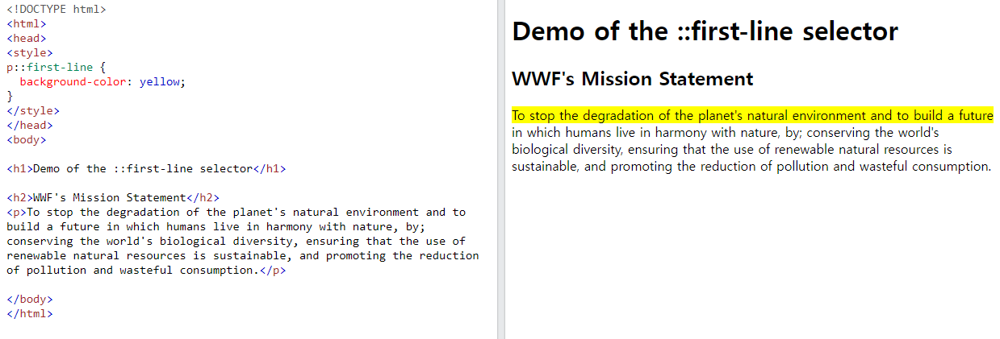 <!DOCTYPE html>
<html>
<head>
<style>
p::first-line {
  background-color: yellow;
}
</style>
</head>
<body>

<h1>Demo of the ::first-line selector</h1>

<h2>WWF's Mission Statement</h2>
<p>To stop the degradation of the planet's natural environment and to
build a future in which humans live in harmony with nature, by;
conserving the world's biological diversity, ensuring that the use of
renewable natural resources is sustainable, and promoting the reduction
of pollution and wasteful consumption.</p>

</body>
</html>
Demo of the ::first-line selector
WWF's Mission Statement
To stop the degradation of the planet's natural environment and to build a future
in which humans live in harmony with nature, by; conserving the world's
biological diversity, ensuring that the use of renewable natural resources is
sustainable, and promoting the reduction of pollution and wasteful consumption.